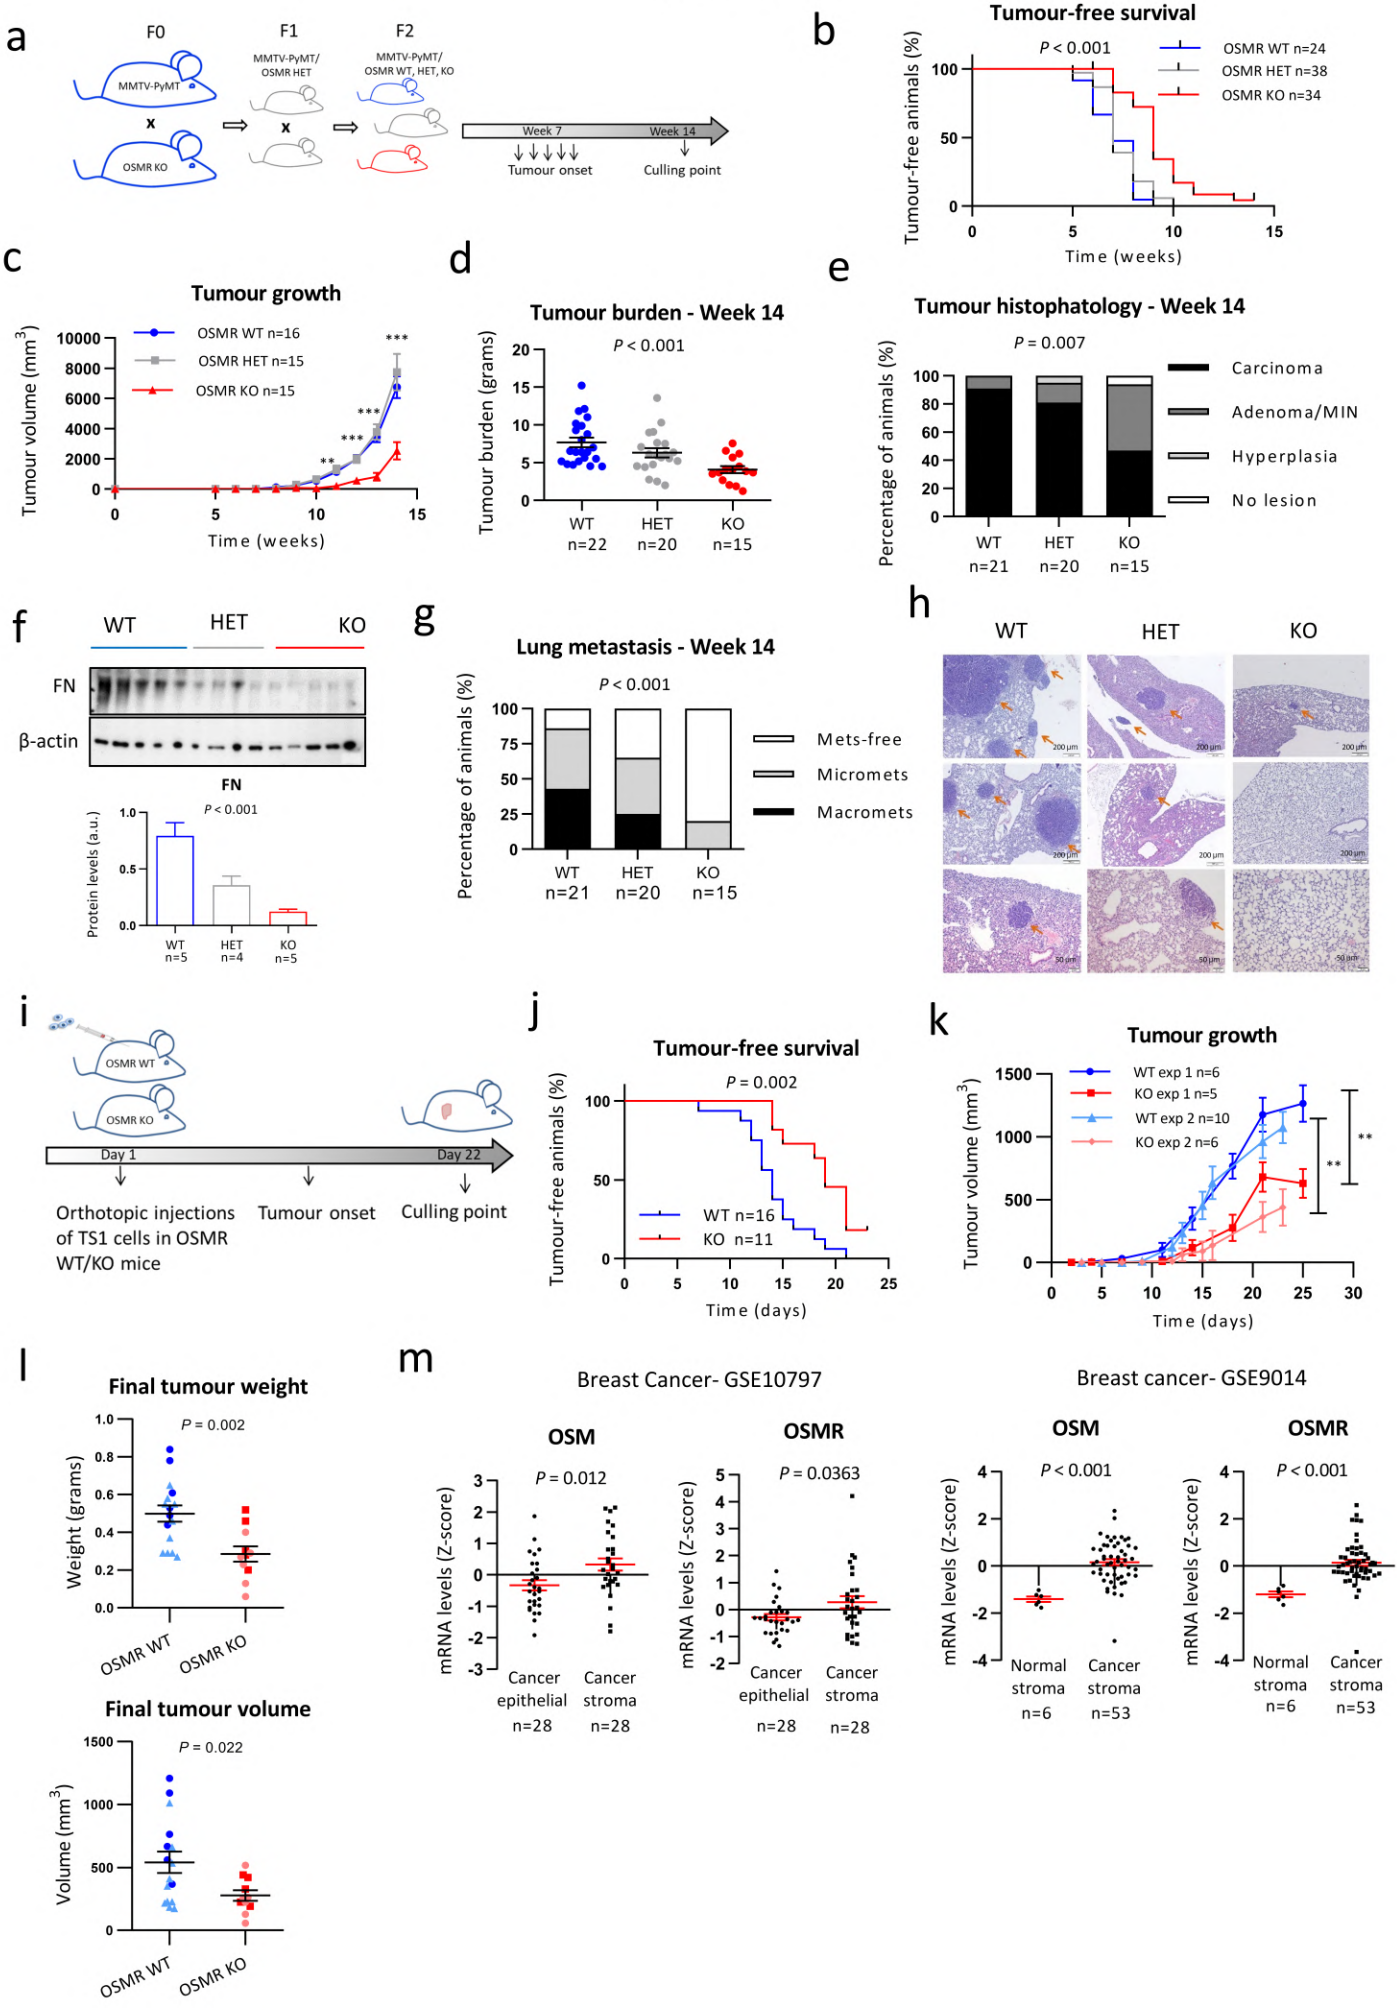 a
F0
F1
F2
MMTV-PyMT
x
OSMR KO
MMTV-PyMT/
OSMR HET
x
MMTV-PyMT/
OSMR WT, HET, KO
Week 7
Week 14
Tumour onset
Culling point
b
Tumour-free survival
P < 0.001
OSMR WT n=24
OSMR HET n=38
OSMR KO n=34
Tumour-free animals (%)
100
50
0
0 5 10 15
Time (weeks)
c
Tumour growth
OSMR WT n=16
OSMR HET n=15
OSMR KO n=15
Tumour volume (mm3)
10000
8000
6000
4000
2000
0
** *** *** ***
0 5 10 15
Time (weeks)
d
Tumour burden - Week 14
P < 0.001
Tumour burden (grams)
20
15
10
5
0
WT HET KO
n=22 n=20 n=15
e
Tumour histophatology - Week 14
P = 0.007
Percentage of animals (%)
100
80
60
40
20
0
WT HET KO
n=21 n=20 n=15
Carcinoma
Adenoma/MIN
Hyperplasia
No lesion
f
WT HET KO
FN
β-actin
FN
P < 0.001
Protein levels (a.u.)
1.0
0.5
0.0
WT HET KO
n=5 n=4 n=5
g
Lung metastasis - Week 14
P < 0.001
Percentage of animals (%)
100
75
50
25
0
WT HET KO
n=21 n=20 n=15
Mets-free
Micromets
Macromets
h
WT HET KO
200 µm 200 µm 200 µm
200 µm 200 µm 200 µm
50 µm 50 µm 50 µm
i
OSMR WT
OSMR KO
Day 1
Day 22
Orthotopic injections
of TS1 cells in OSMR
WT/KO mice
Tumour onset
Culling point
j
Tumour-free survival
P = 0.002
Tumour-free animals (%)
100
50
0
WT n=16
KO n=11
0 5 10 15 20 25
Time (days)
k
Tumour growth
WT exp 1 n=6
KO exp 1 n=5
WT exp 2 n=10
KO exp 2 n=6
Tumour volume (mm3)
1500
1000
500
0
**
**
0 5 10 15 20 25 30
Time (days)
l
Final tumour weight
P = 0.002
Weight (grams)
1.0
0.8
0.6
0.4
0.2
0.0
OSMR WT OSMR KO
Final tumour volume
P = 0.022
Volume (mm3)
1500
1000
500
0
OSMR WT OSMR KO
m
Breast Cancer- GSE10797
OSM
P = 0.012
mRNA levels (Z-score)
3
2
1
0
-1
-2
-3
Cancer
epithelial
n=28
Cancer
stroma
n=28
OSMR
P = 0.0363
mRNA levels (Z-score)
5
4
3
2
1
0
-1
-2
Cancer
epithelial
n=28
Cancer
stroma
n=28
Breast cancer- GSE9014
OSM
P < 0.001
mRNA levels (Z-score)
4
2
0
-2
-4
Normal
stroma
n=6
Cancer
stroma
n=53
OSMR
P < 0.001
mRNA levels (Z-score)
4
2
0
-2
-4
Normal
stroma
n=6
Cancer
stroma
n=53